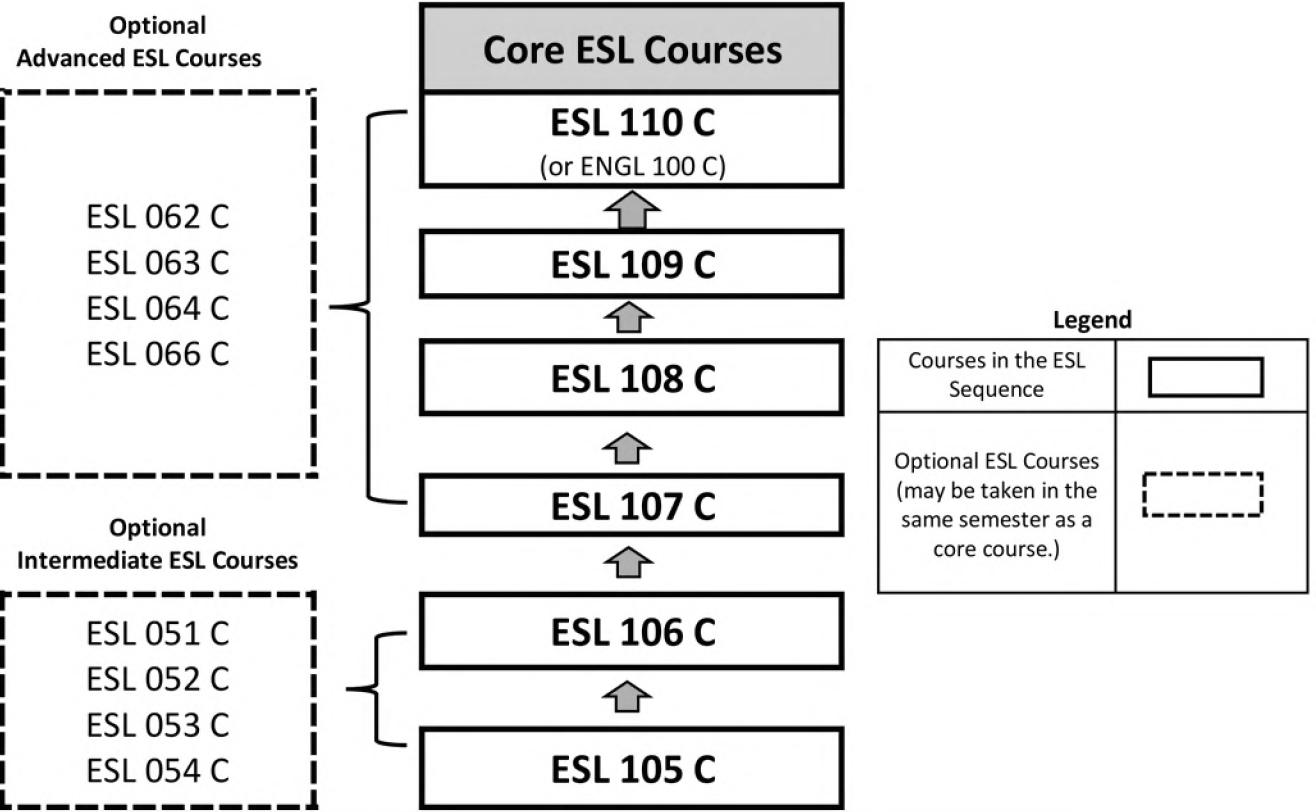 Optional
Advanced ESL Courses
ESL 062 C
ESL 063 C
ESL 064 C
ESL 066 C
Optional
Intermediate ESL Courses
ESL 051 C
ESL 052 C
ESL 053 C
ESL 054 C
Core ESL Courses
ESL 110 C
(or ENGL 100 C)
ESL 109 C
ESL 108 C
ESL 107 C
ESL 106 C
ESL 105 C
Legend
Courses in the ESL
Sequence
Optional ESL Courses
(may be taken in the
same semester as a
core course.)